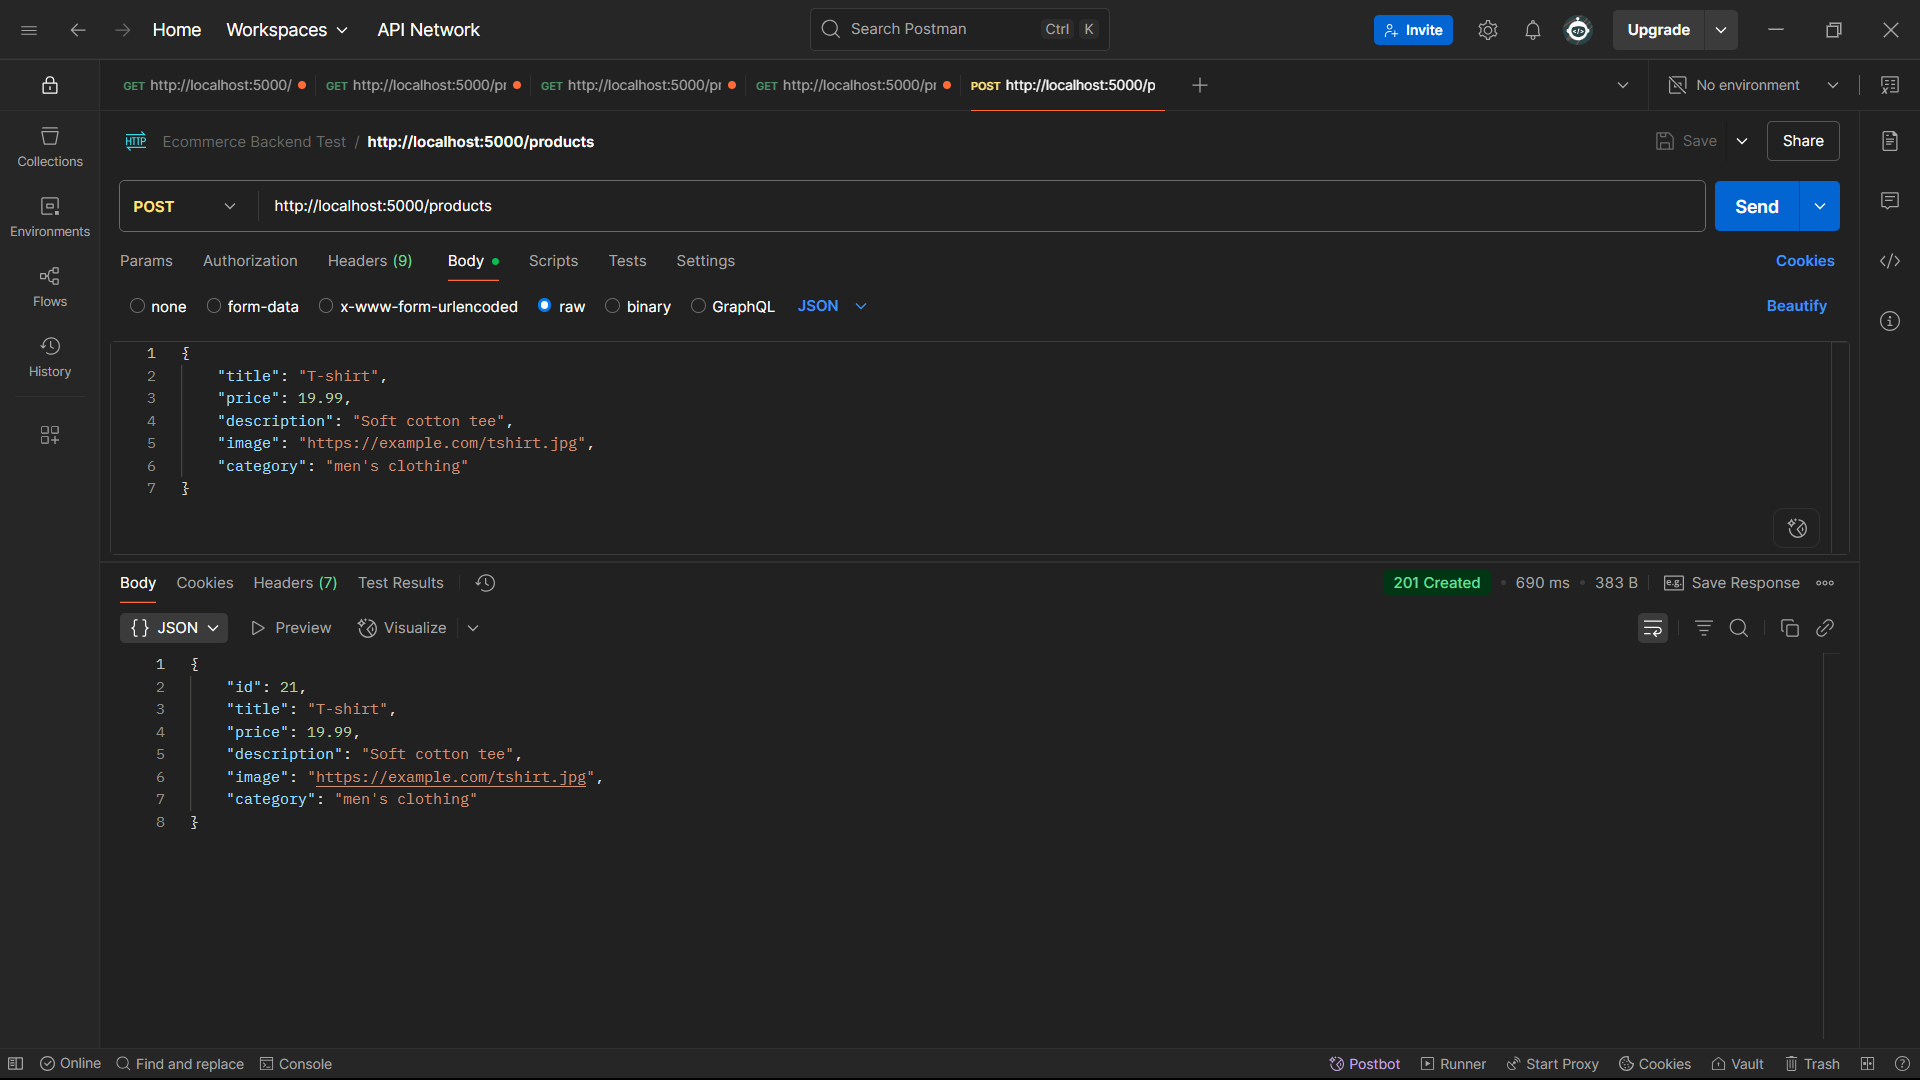 Home Workspaces API Network Search Postman Ctrl K Invite Upgrade
GET http://localhost:5000/ GET http://localhost:5000/pr GET http://localhost:5000/pr GET http://localhost:5000/pr POST http://localhost:5000/p No environment
HTTP Ecommerce Backend Test / http://localhost:5000/products Save Share
Collections
Environments
Flows
History
POST http://localhost:5000/products Send
Params Authorization Headers (9) Body Scripts Tests Settings Cookies
none form-data x-www-form-urlencoded raw binary GraphQL JSON Beautify
1 {
2 "title": "T-shirt",
3 "price": 19.99,
4 "description": "Soft cotton tee",
5 "image": "https://example.com/tshirt.jpg",
6 "category": "men's clothing"
7 }
Body Cookies Headers (7) Test Results 201 Created 690 ms 383 B e.g. Save Response
{} JSON Preview Visualize
1 {
2 "id": 21,
3 "title": "T-shirt",
4 "price": 19.99,
5 "description": "Soft cotton tee",
6 "image": "https://example.com/tshirt.jpg",
7 "category": "men's clothing"
8 }
Online Find and replace Console Postbot Runner Start Proxy Cookies Vault Trash